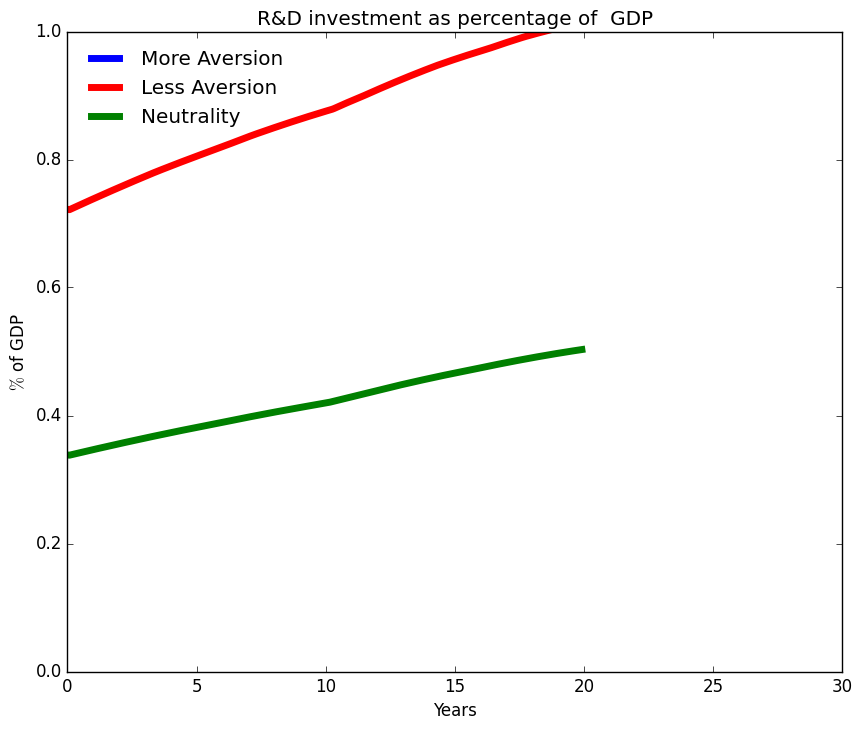 R&D investment as percentage of  GDP
More Aversion
Less Aversion
Neutrality
% of GDP
1.0
0.8
0.6
0.4
0.2
0.0
0 5 10 15 20 25 30
Years